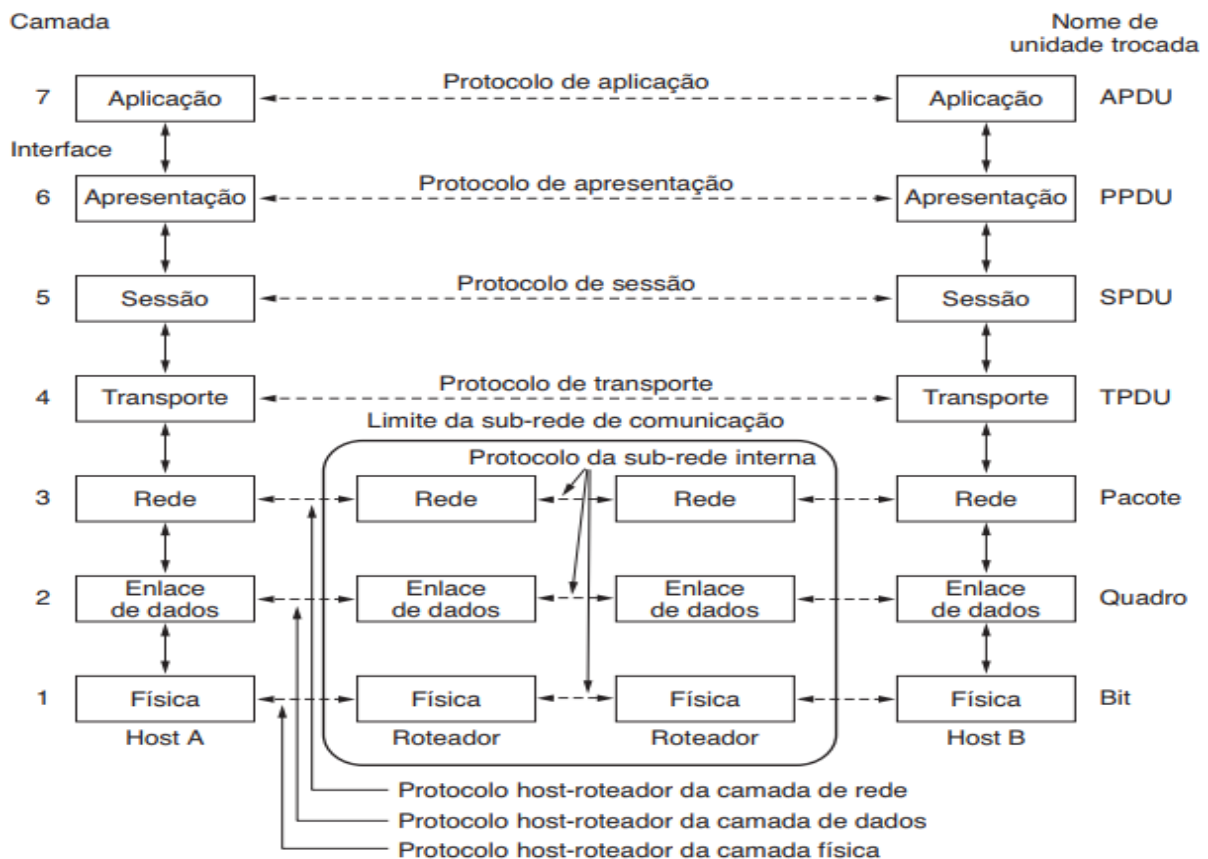 Camada
Nome de
unidade trocada
7
Aplicação
Protocolo de aplicação
Aplicação
APDU
Interface
6
Apresentação
Protocolo de apresentação
Apresentação
PPDU
5
Sessão
Protocolo de sessão
Sessão
SPDU
4
Transporte
Protocolo de transporte
Transporte
TPDU
Limite da sub-rede de comunicação
Protocolo da sub-rede interna
3
Rede
Rede
Rede
Rede
Pacote
2
Enlace
de dados
Enlace
de dados
Enlace
de dados
Enlace
de dados
Quadro
1
Física
Física
Física
Física
Bit
Host A
Roteador
Roteador
Host B
Protocolo host-roteador da camada de rede
Protocolo host-roteador da camada de dados
Protocolo host-roteador da camada física